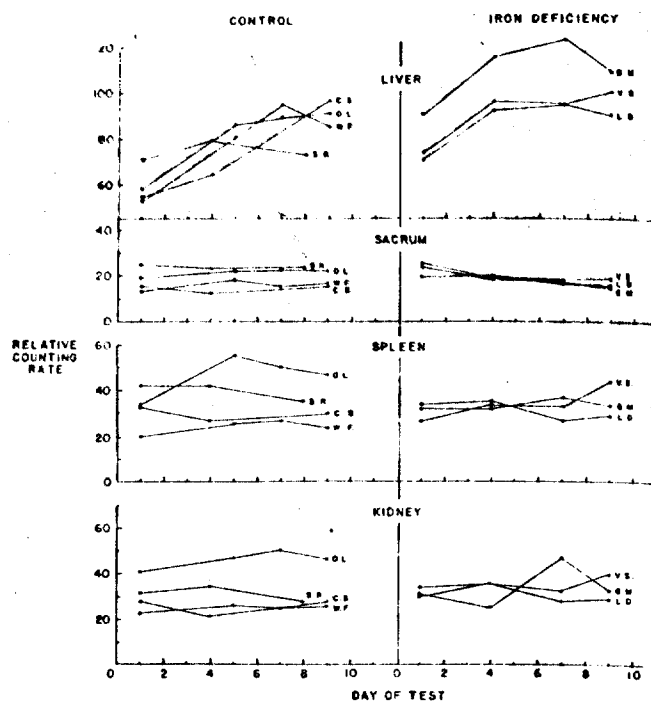 CONTROL
IRON DEFICIENCY
LIVER
20
100
80
60
C.S.
O.L.
W.F.
S.R.
B.M.
V.S.
L.D.
SACRUM
40
20
0
S.R.
O.L.
W.F.
C.S.
V.S.
L.D.
B.M.
RELATIVE
COUNTING
RATE
SPLEEN
60
40
20
0
O.L.
S.R.
C.S.
W.F.
V.S.
B.M.
L.D.
KIDNEY
60
40
20
0
O.L.
S.R.
C.S.
W.F.
V.S.
B.M.
L.D.
0 2 4 6 8 10 0 2 4 6 8 10
DAY OF TEST